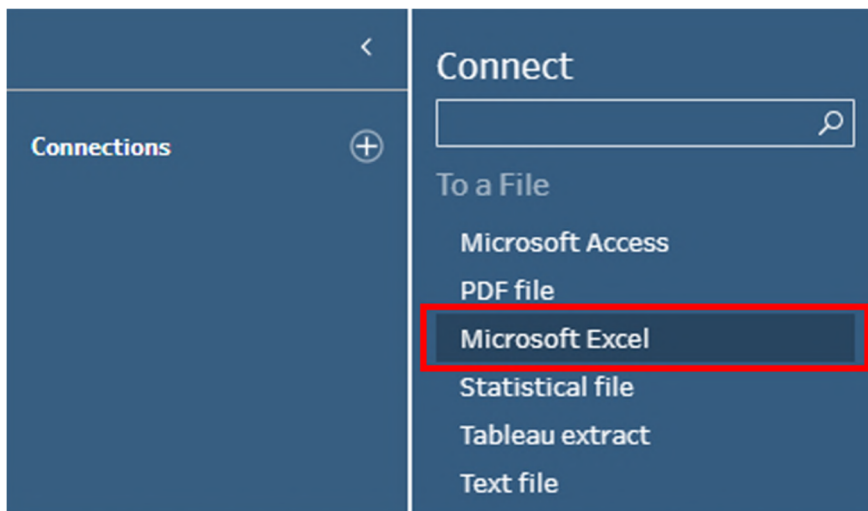 Connections
Connect
To a File
Microsoft Access
PDF file
Microsoft Excel
Statistical file
Tableau extract
Text file